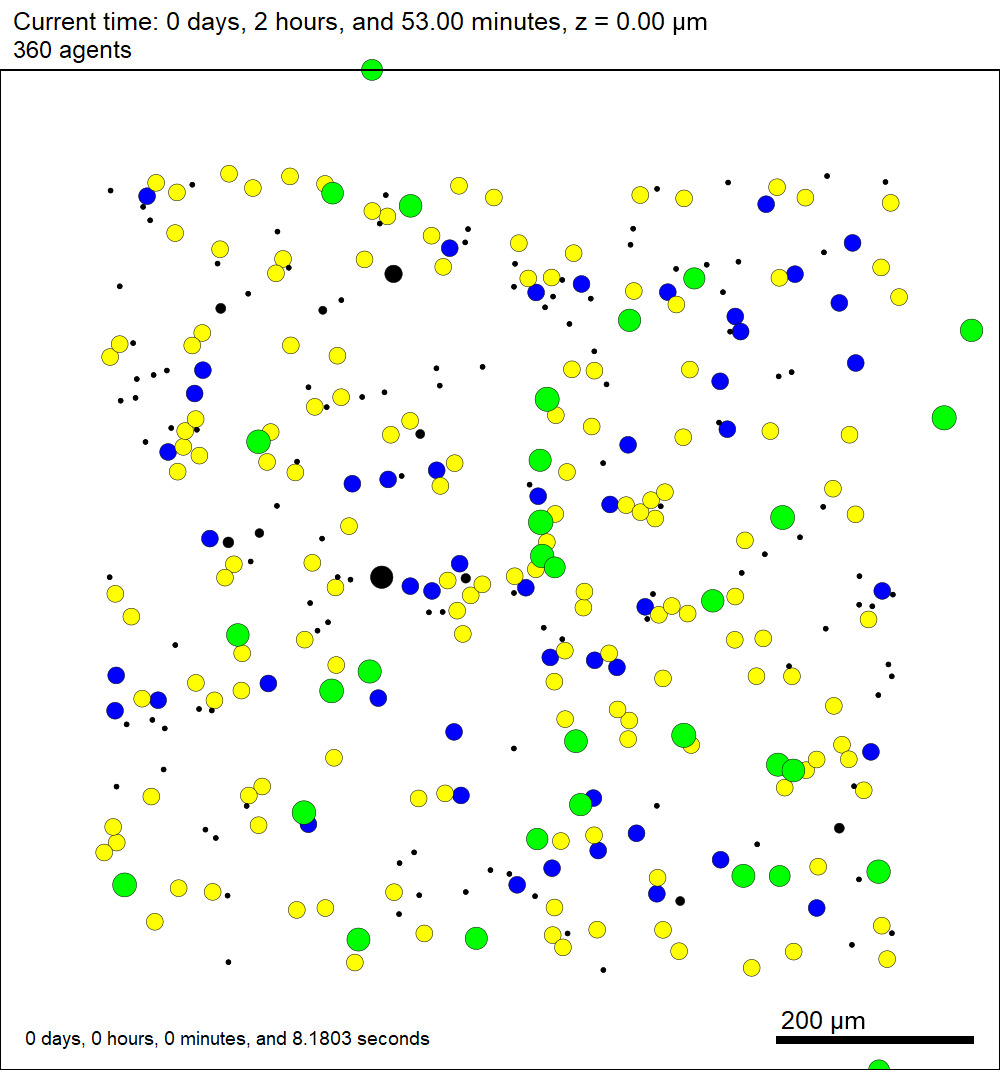 Current time: 0 days, 2 hours, and 53.00 minutes, z = 0.00 µm
360 agents
200 µm
0 days, 0 hours, 0 minutes, and 8.1803 seconds